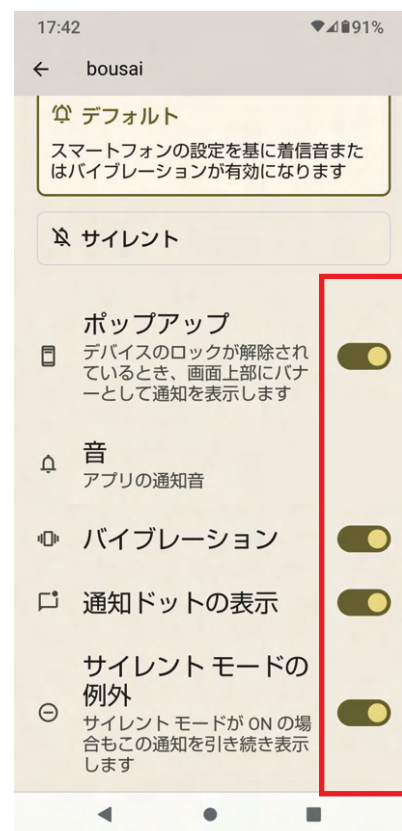 17:42 91%
bousai
デフォルト
スマートフォンの設定を基に着信音また
はバイブレーションが有効になります
サイレント
ポップアップ
デバイスのロックが解除され
ているとき、画面上部にバナ
ーとして通知を表示します
音
アプリの通知音
バイブレーション
通知ドットの表示
サイレント モードの
例外
サイレント モードが ON の場
合もこの通知を引き続き表示
します